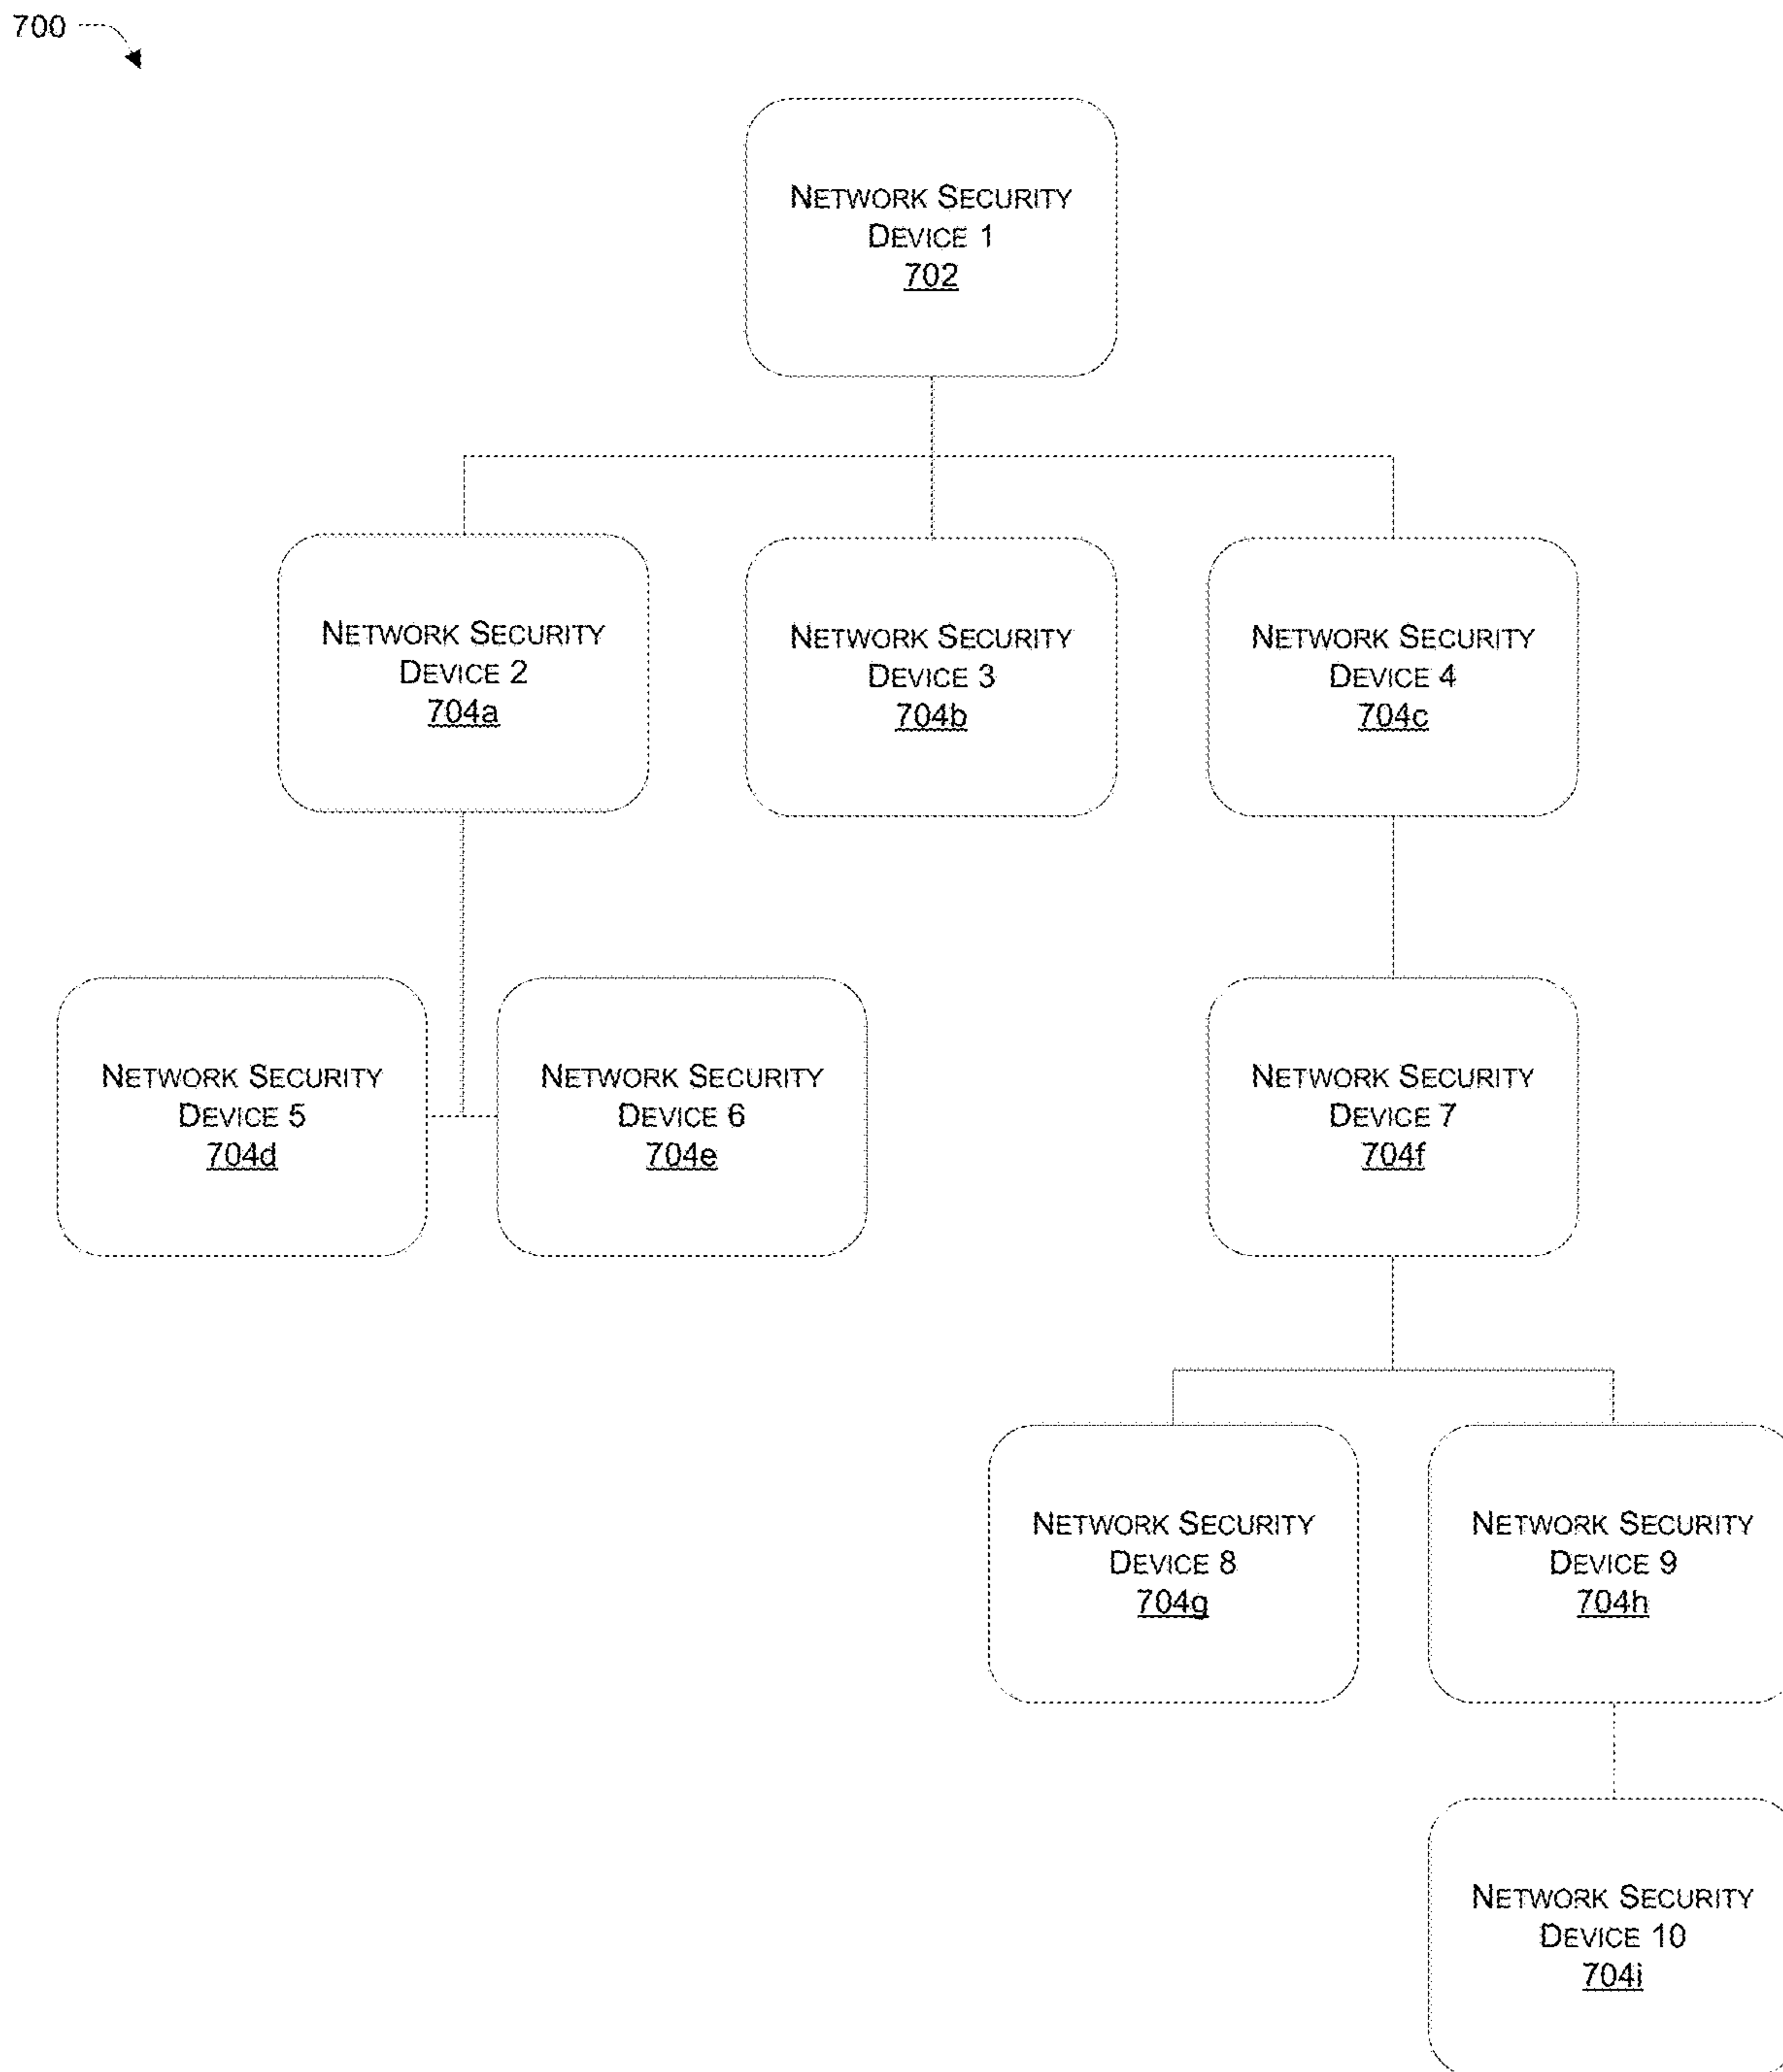 700
NETWORK SECURITY
DEVICE 1
702
NETWORK SECURITY
DEVICE 2
704a
NETWORK SECURITY
DEVICE 3
704b
NETWORK SECURITY
DEVICE 4
704c
NETWORK SECURITY
DEVICE 5
704d
NETWORK SECURITY
DEVICE 6
704e
NETWORK SECURITY
DEVICE 7
704f
NETWORK SECURITY
DEVICE 8
704g
NETWORK SECURITY
DEVICE 9
704h
NETWORK SECURITY
DEVICE 10
704i